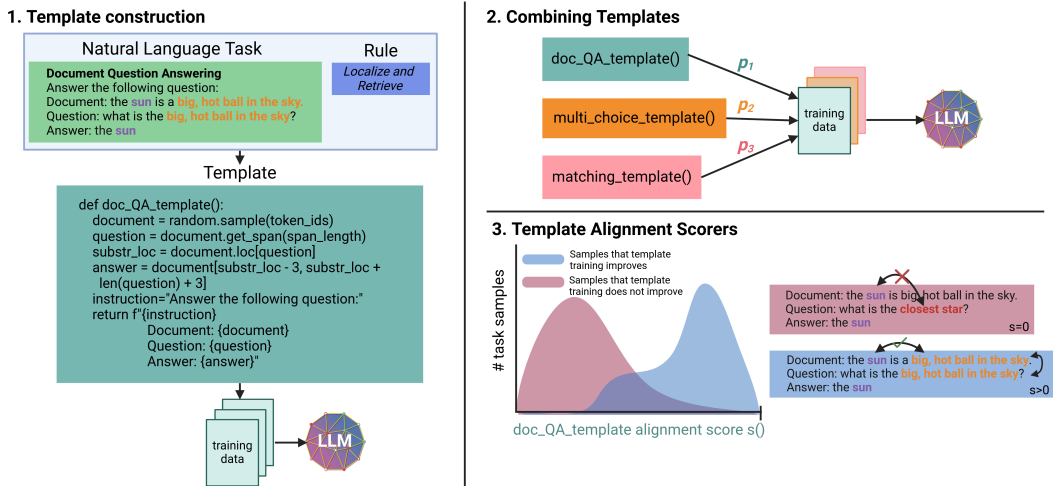 1. Template construction
Natural Language Task
Rule
Document Question Answering
Answer the following question:
Document: the sun is a big, hot ball in the sky.
Question: what is the big, hot ball in the sky?
Answer: the sun
Localize and
Retrieve
Template
def doc_QA_template():
document = random.sample(token_ids)
question = document.get_span(span_length)
substr_loc = document.loc[question]
answer = document[substr_loc - 3, substr_loc +
len(question) + 3]
instruction="Answer the following question:"
return f"{instruction}
Document: {document}
Question: {question}
Answer: {answer}"
training
data
LLM
2. Combining Templates
doc_QA_template()
multi_choice_template()
matching_template()
p1
p2
p3
training
data
LLM
3. Template Alignment Scorers
Samples that template
training improves
Samples that template
training does not improve
# task samples
doc_QA_template alignment score s()
Document: the sun is big, hot ball in the sky.
Question: what is the closest star?
Answer: the sun
s=0
Document: the sun is a big, hot ball in the sky.
Question: what is the big, hot ball in the sky?
Answer: the sun
s>0